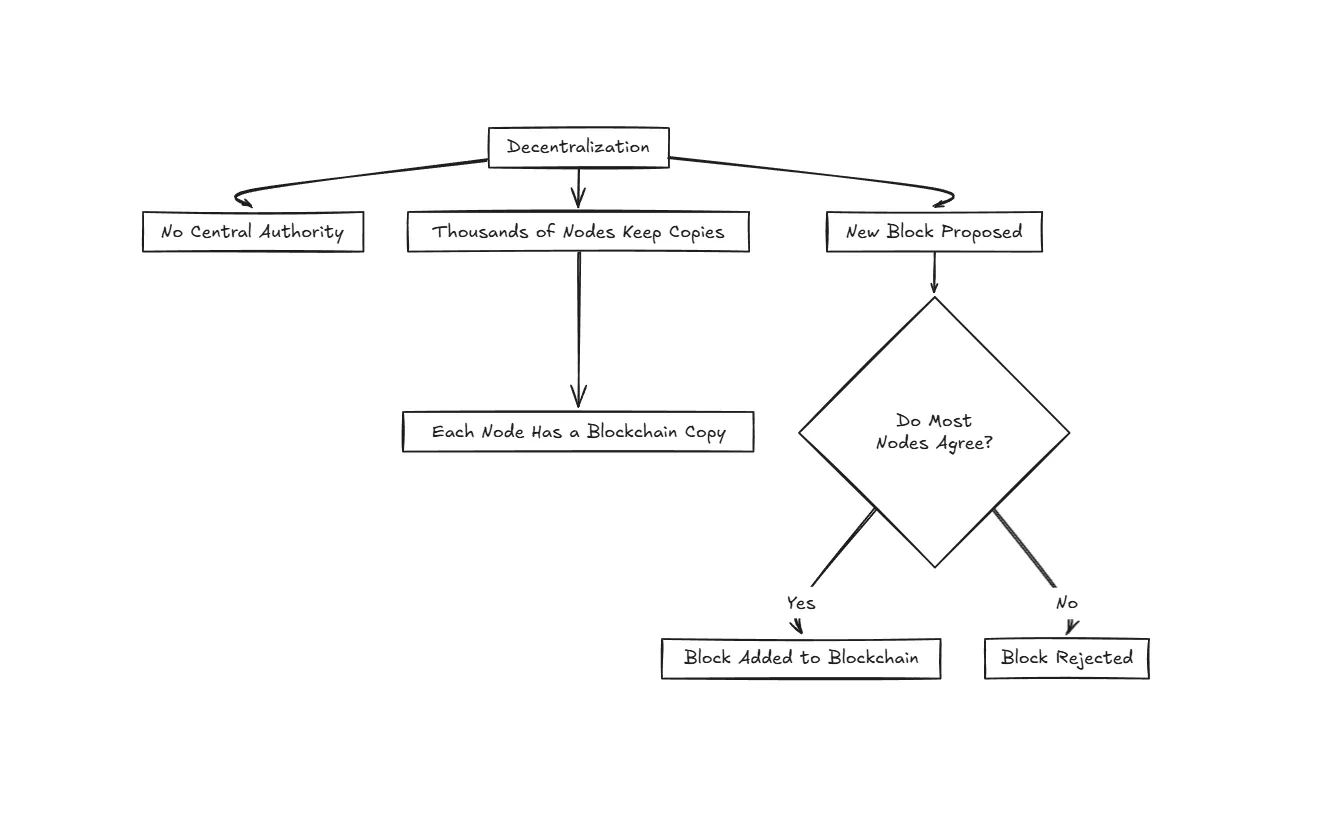 Decentralization
No Central Authority
Thousands of Nodes Keep Copies
New Block Proposed
Do Most
Nodes Agree?
Each Node Has a Blockchain Copy
Yes
No
Block Added to Blockchain
Block Rejected